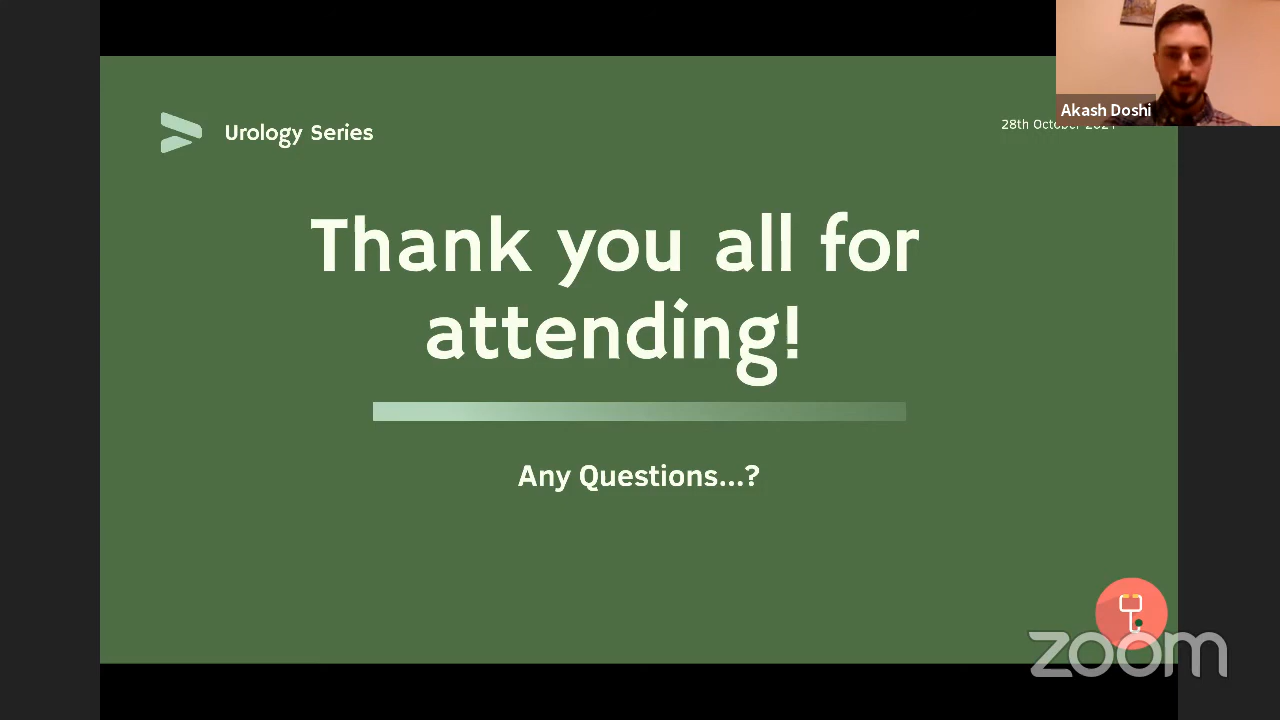 Akash Doshi
Urology Series
28th October
Thank you all for
attending!
Any Questions...?
zoom